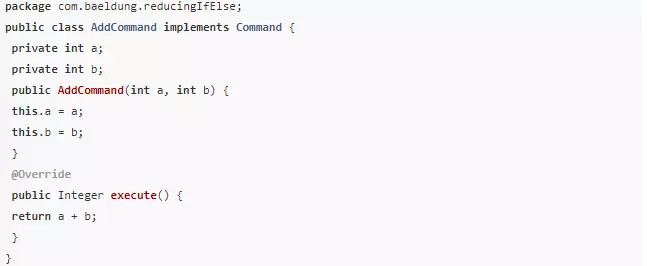 package com.baeldung.reducingIfElse;
public class AddCommand implements Command {
private int a;
private int b;
public AddCommand(int a, int b) {
this.a = a;
this.b = b;
}
@Override
public Integer execute() {
return a + b;
}
}